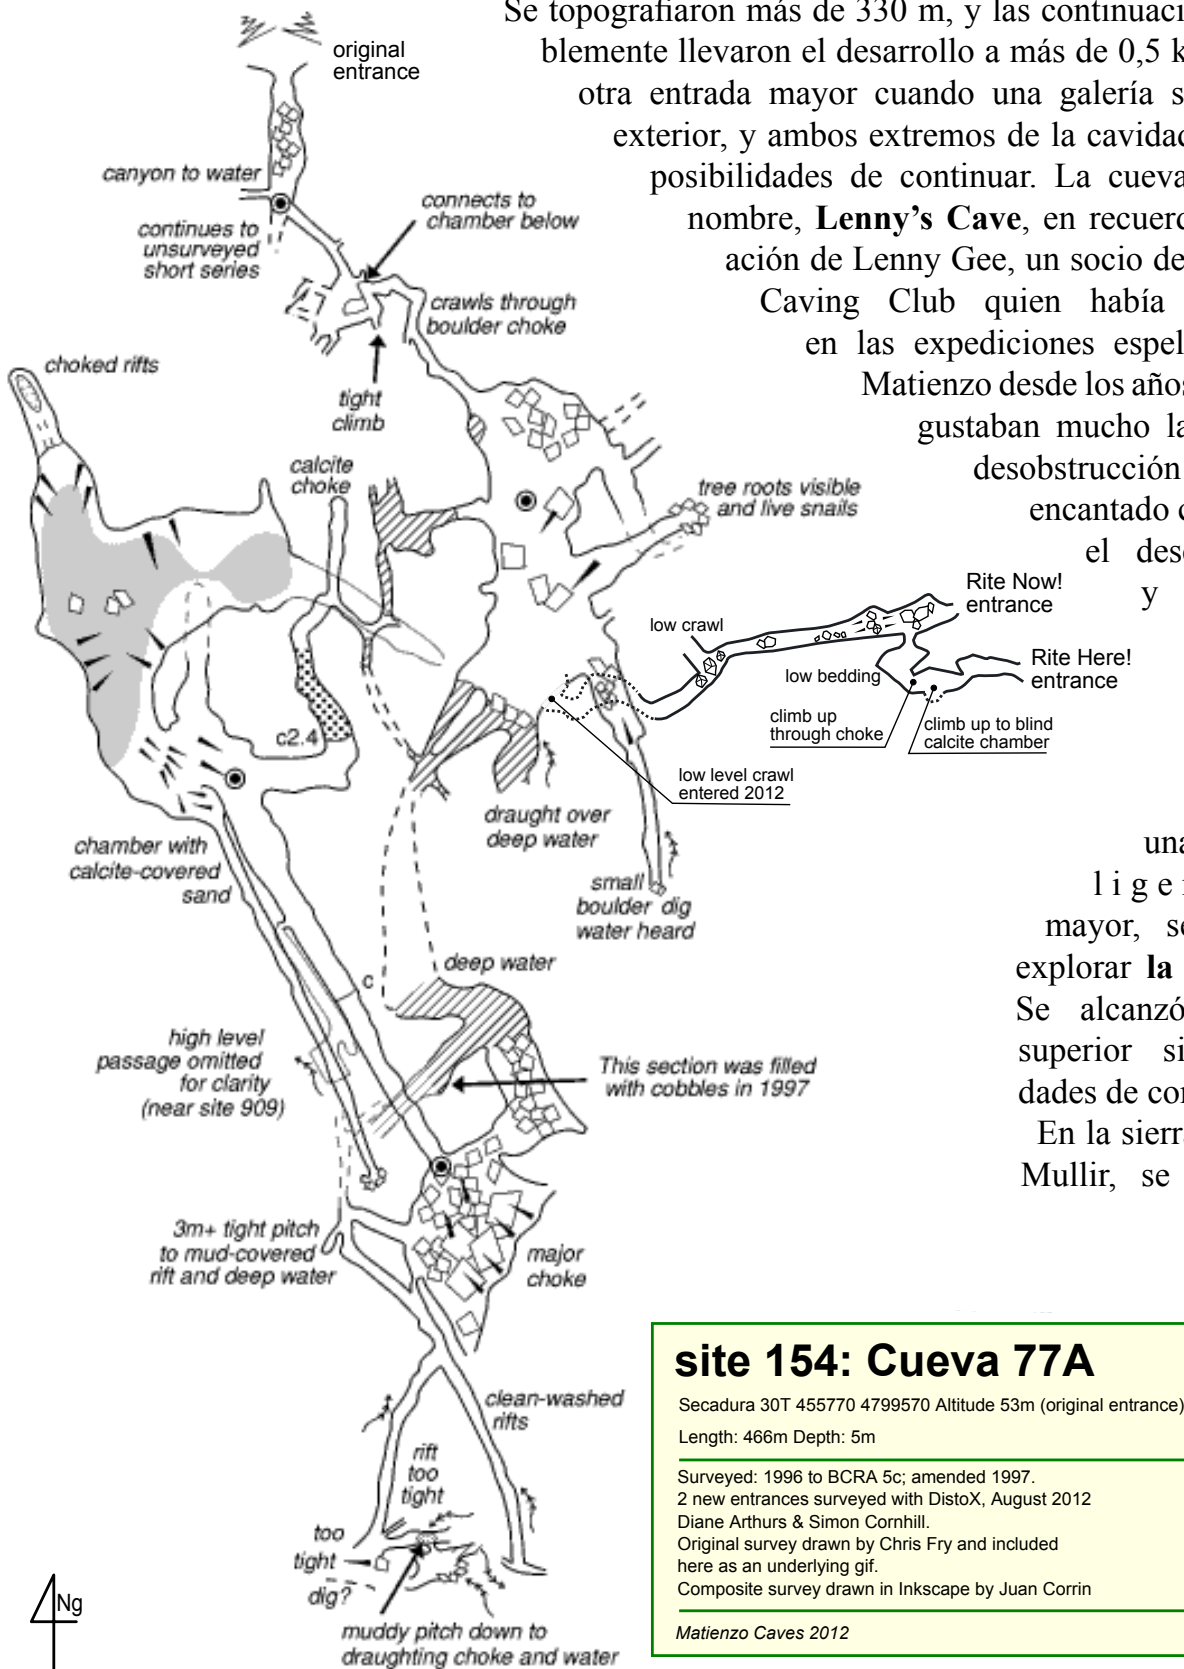 Se topografiaron más de 330 m, y las continuaci
blemente llevaron el desarrollo a más de 0,5 k
otra entrada mayor cuando una galería s
exterior, y ambos extremos de la cavidad
posibilidades de continuar. La cueva
nombre, Lenny's Cave, en recuerd
ación de Lenny Gee, un socio de
Caving Club quien había
en las expediciones espel
Matienzo desde los años
gustaban mucho la
desobstrucción
encantado
el des
y
una
lige
mayor, se
explorar la
Se alcanzó
superior si
dades de con
En la sierra
Mullir, se
original
entrance
canyon to water
continues to
unsurveyed
short series
connects to
chamber below
crawls through
boulder choke
tight
climb
choked rifts
calcite
choke
tree roots visible
and live snails
Rite Now!
entrance
low crawl
Rite Here!
entrance
low bedding
climb up
through choke
climb up to blind
calcite chamber
low level crawl
entered 2012
c2.4
draught over
deep water
chamber with
calcite-covered
sand
small
boulder dig
water heard
deep water
c
high level
passage omitted
for clarity
(near site 909)
This section was filled
with cobbles in 1997
3m+ tight pitch
to mud-covered
rift and deep water
major
choke
clean-washed
rifts
rift
too
tight
too
tight
dig?
muddy pitch down to
draughting choke and water
Ng
site 154: Cueva 77A
Secadura 30T 455770 4799570 Altitude 53m (original entrance)
Length: 466m Depth: 5m
Surveyed: 1996 to BCRA 5c; amended 1997.
2 new entrances surveyed with DistoX, August 2012
Diane Arthurs & Simon Cornhill.
Original survey drawn by Chris Fry and included
here as an underlying gif.
Composite survey drawn in Inkscape by Juan Corrin
Matienzo Caves 2012